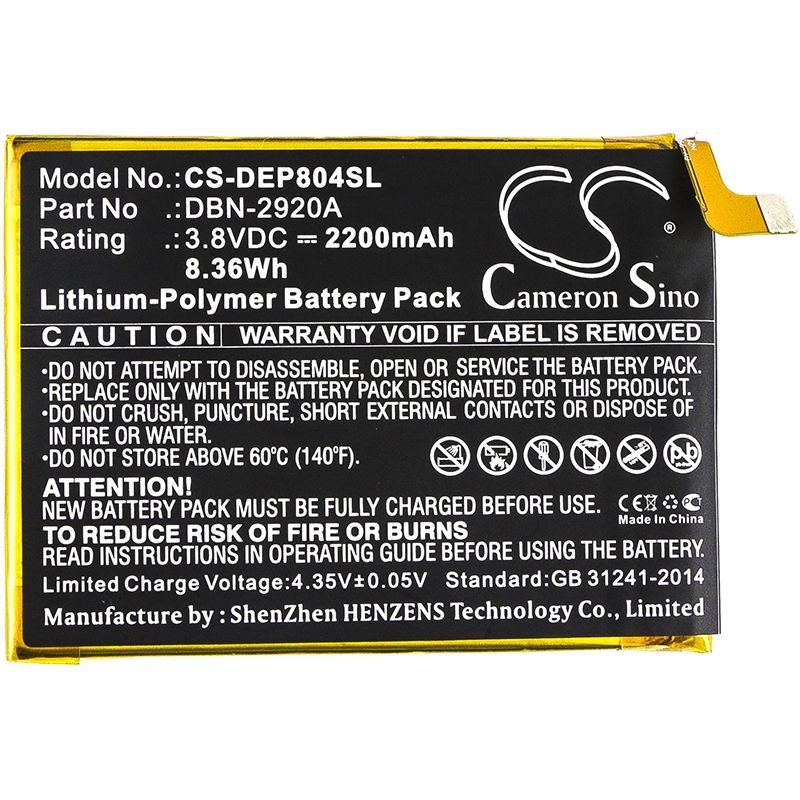 Model No.: CS-DEP804SL
Part No .: DBN-2920A
Rating .: 3.8VDC ⎓ 2200mAh
8.36Wh
Lithium-Polymer Battery Pack
CS
®
Cameron Sino
CAUTION WARRANTY VOID IF LABEL IS REMOVED
•DO NOT ATTEMPT TO DISASSEMBLE, OPEN OR SERVICE THE BATTERY PACK.
•REPLACE ONLY WITH THE BATTERY PACK DESIGNATED FOR THIS EQUIPMENT
•DO NOT CRUSH, PUNCTURE, SHORT EXTERNAL CONTACTS OR DISPOSE OF
IN FIRE OR WATER.
•DO NOT STORE ABOVE 60°C (140°F).
Pb
ATTENTION!
NEW BATTERY PACK MUST BE FULLY CHARGED BEFORE USE
TO REDUCE RISK OF FIRE OR BURNS
READ INSTRUCTIONS IN OPERATING GUIDE BEFORE USING BATTERY.
CE
Made In China
Limited Charge Voltage:4.35V±0.05V Standard:GB 31241-2014
Manufacture by : ShenZhen HENZENS Technology Co., Limited